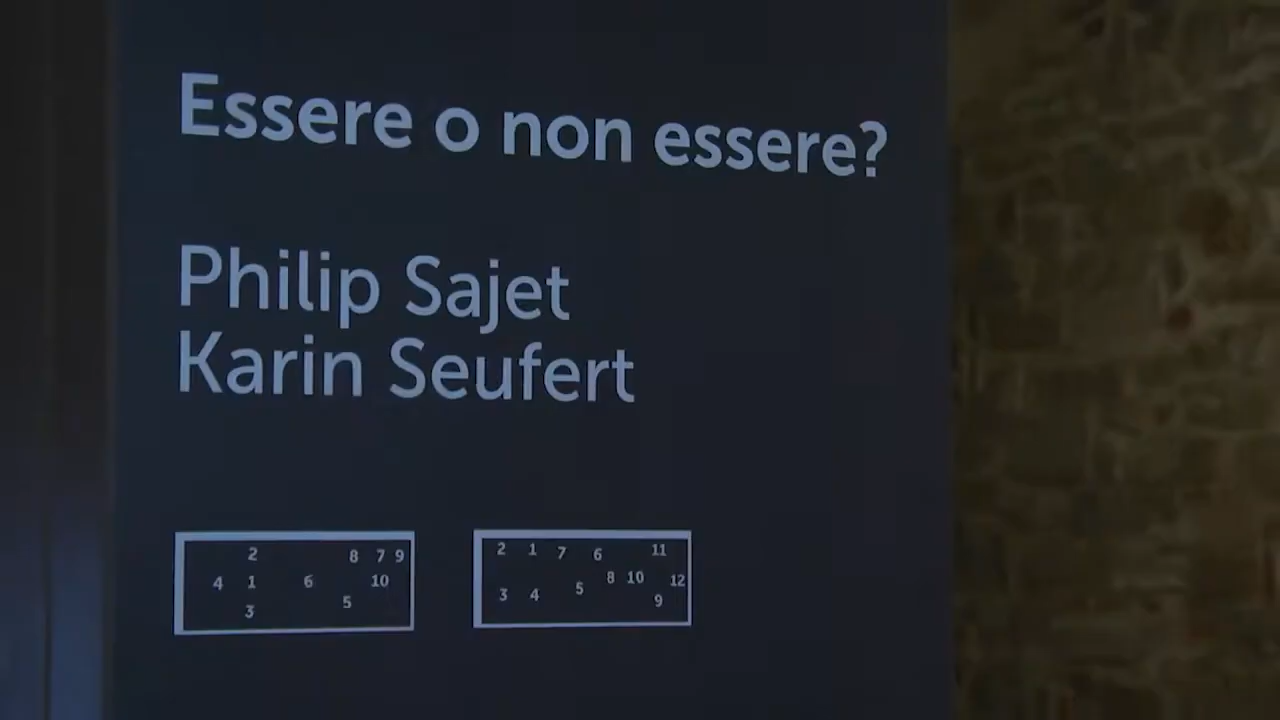 Essere o non essere?
Philip Sajet
Karin Seufert
2 8 7 9
4 1 6 10
3 5
2 1 7 6 11
8 10 12
3 4 5 9